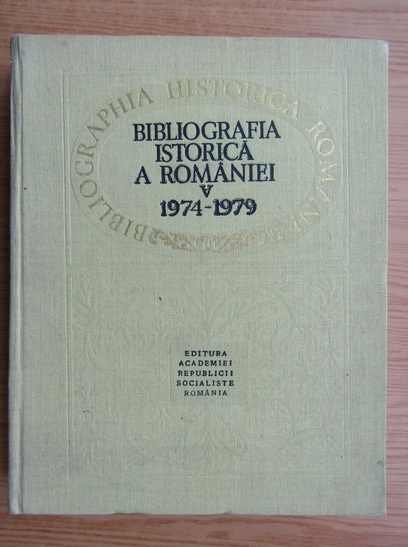 BIBLIOGRAPHIA HISTORICA ROMANIAE
BIBLIOGRAFIA
ISTORICĂ
A ROMÂNIEI
V
1974-1979
EDITURA
ACADEMIEI
REPUBLICII
SOCIALISTE
ROMÂNIA